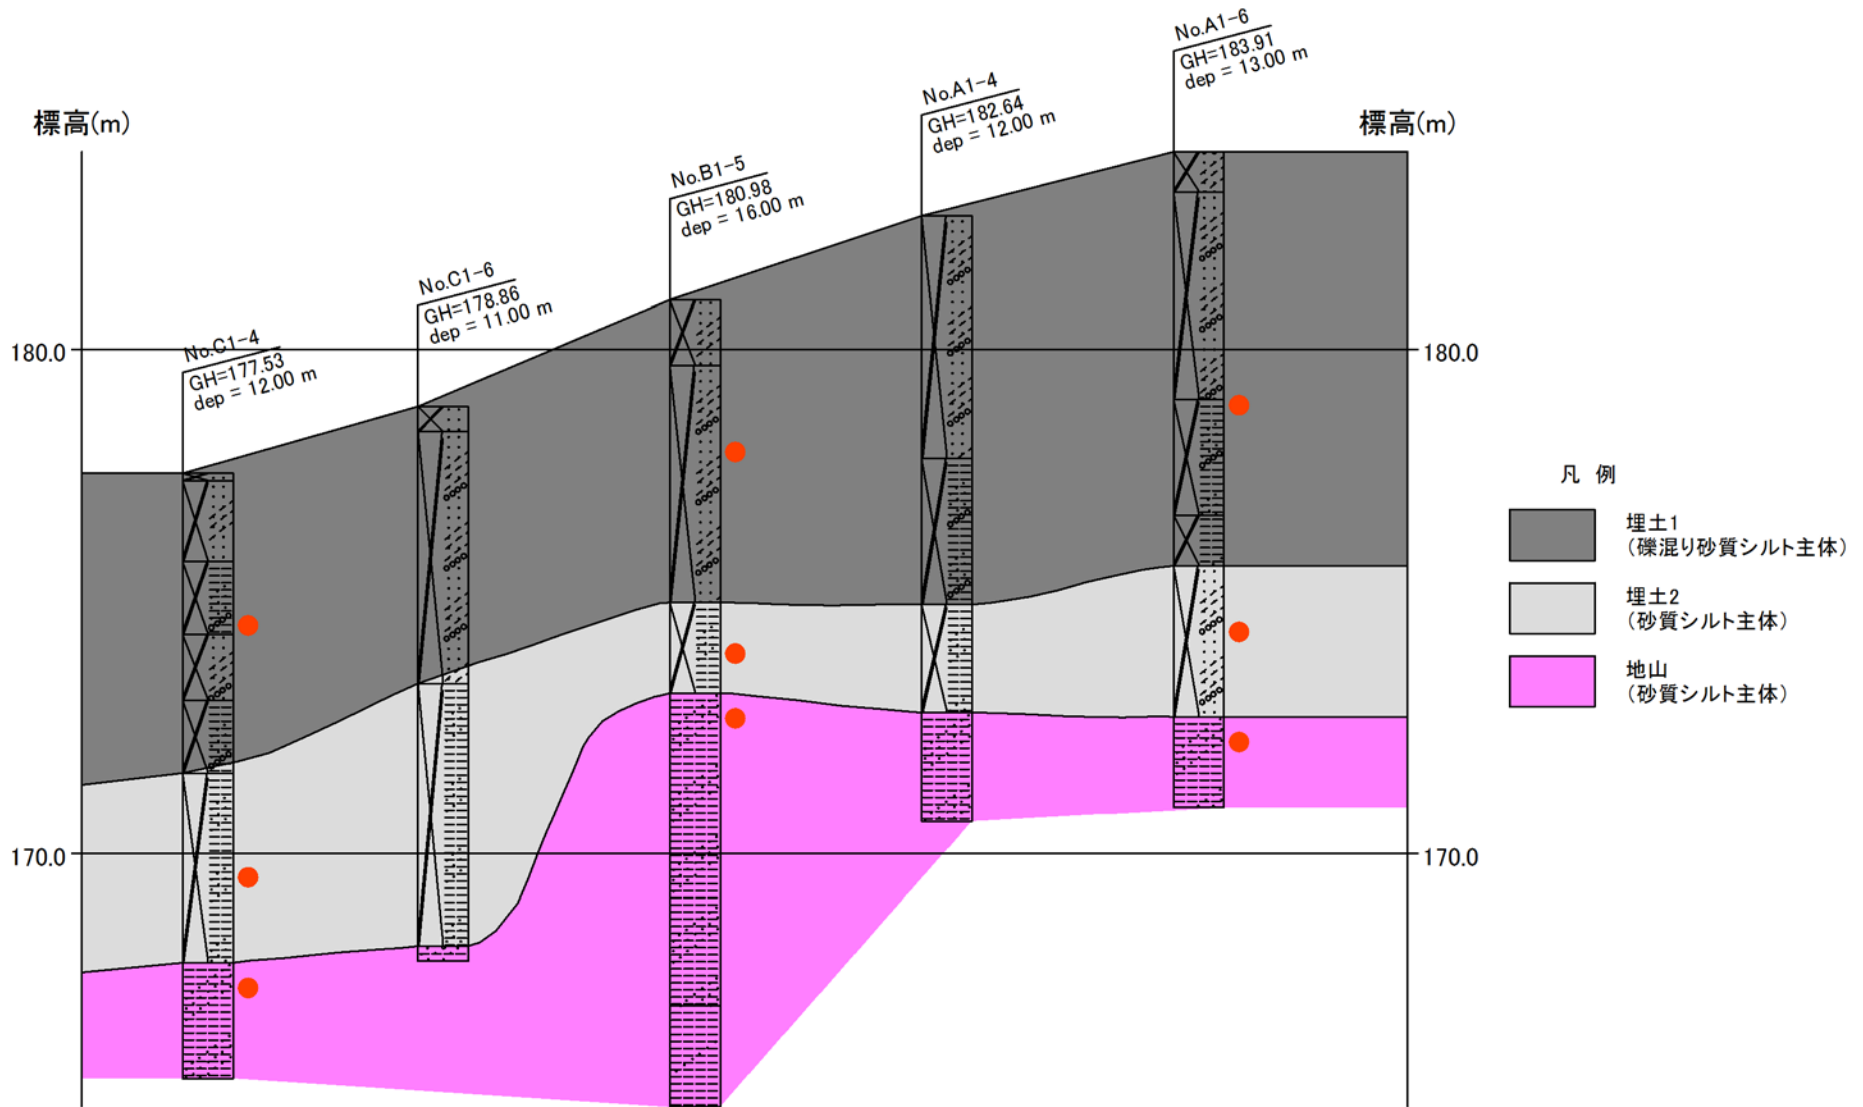 No.A1-6
GH=183.91
dep = 13.00 m
No.A1-4
GH=182.64
dep = 12.00 m
標高(m)
標高(m)
No.B1-5
GH=180.98
dep = 16.00 m
No.C1-6
GH=178.86
dep = 11.00 m
No.C1-4
GH=177.53
dep = 12.00 m
180.0
180.0
凡 例
埋土1
(礫混り砂質シルト主体)
埋土2
(砂質シルト主体)
地山
(砂質シルト主体)
170.0
170.0